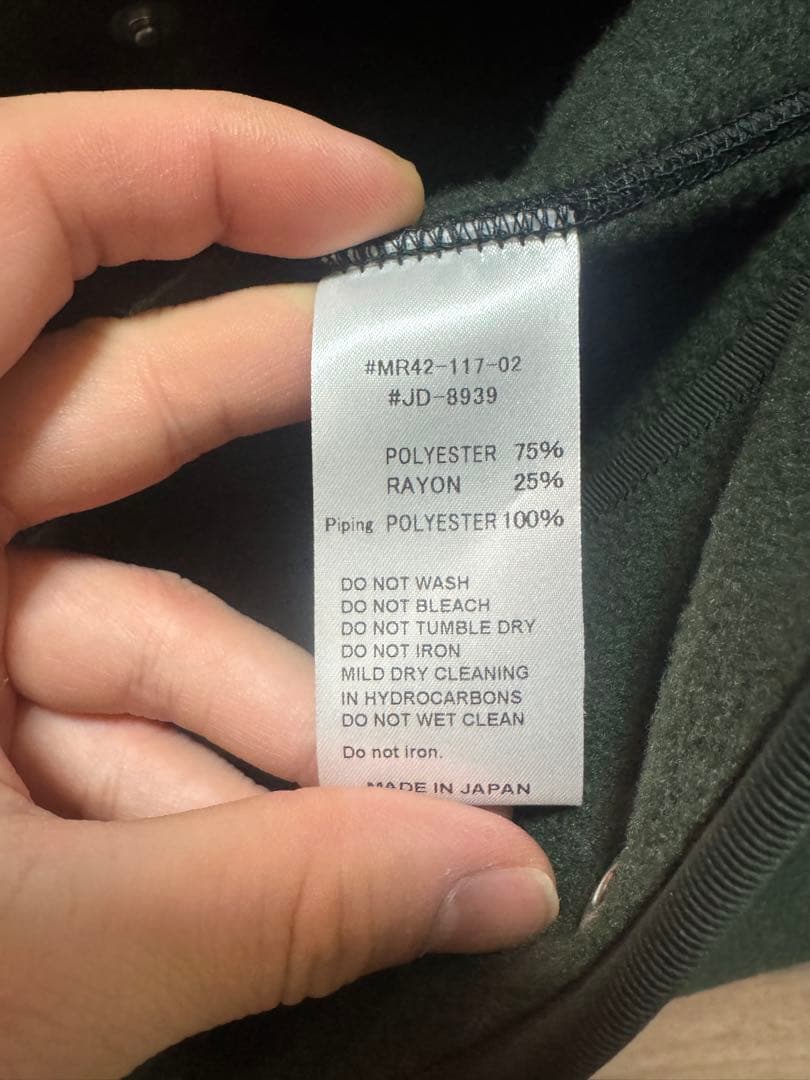 #MR42-117-02
#JD-8939
POLYESTER 75%
RAYON 25%
Piping POLYESTER 100%
DO NOT WASH
DO NOT BLEACH
DO NOT TUMBLE DRY
DO NOT IRON
MILD DRY CLEANING
IN HYDROCARBONS
DO NOT WET CLEAN
Do not iron.
MADE IN JAPAN